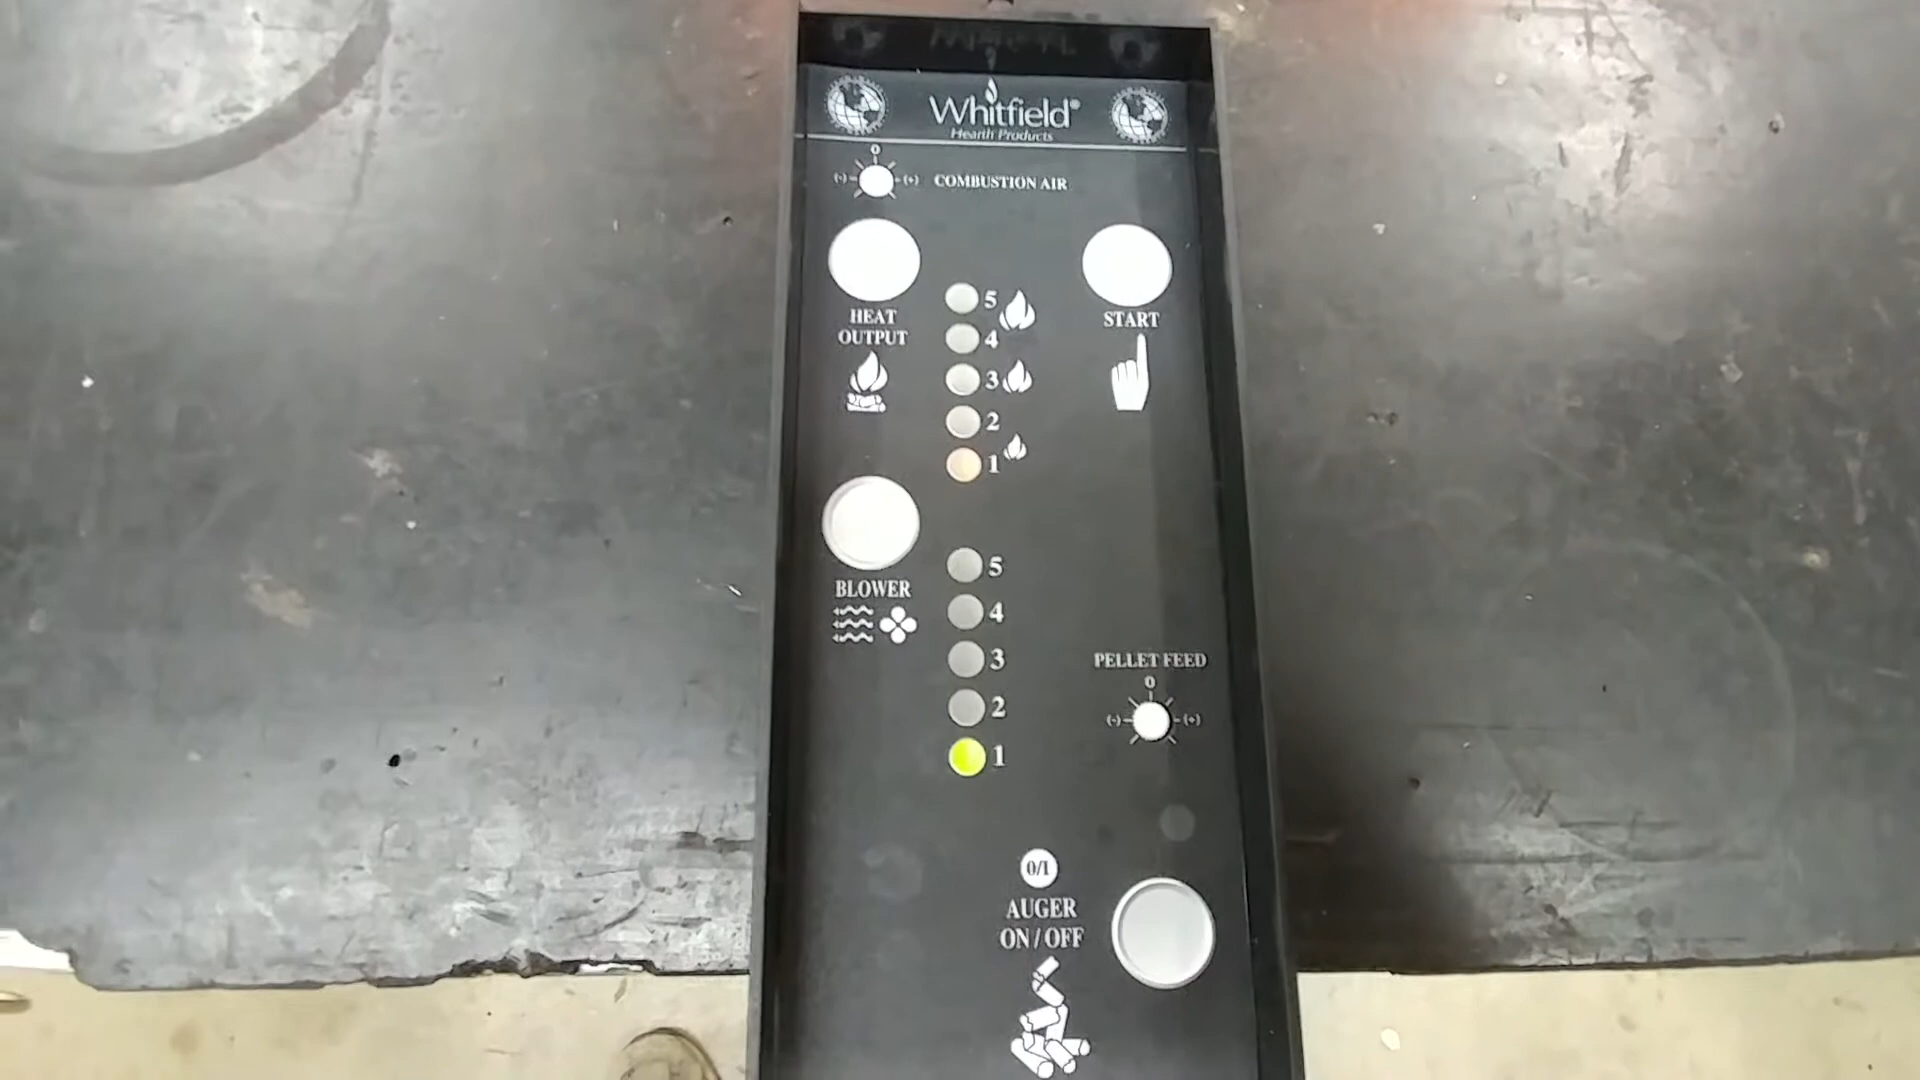 Whitfield®
Hearth Products
0
(-) (+) COMBUSTION AIR
HEAT
OUTPUT
START
5
4
3
2
1
BLOWER
5
4
3
2
1
PELLET FEED
0
(-) (+)
0/I
AUGER
ON / OFF